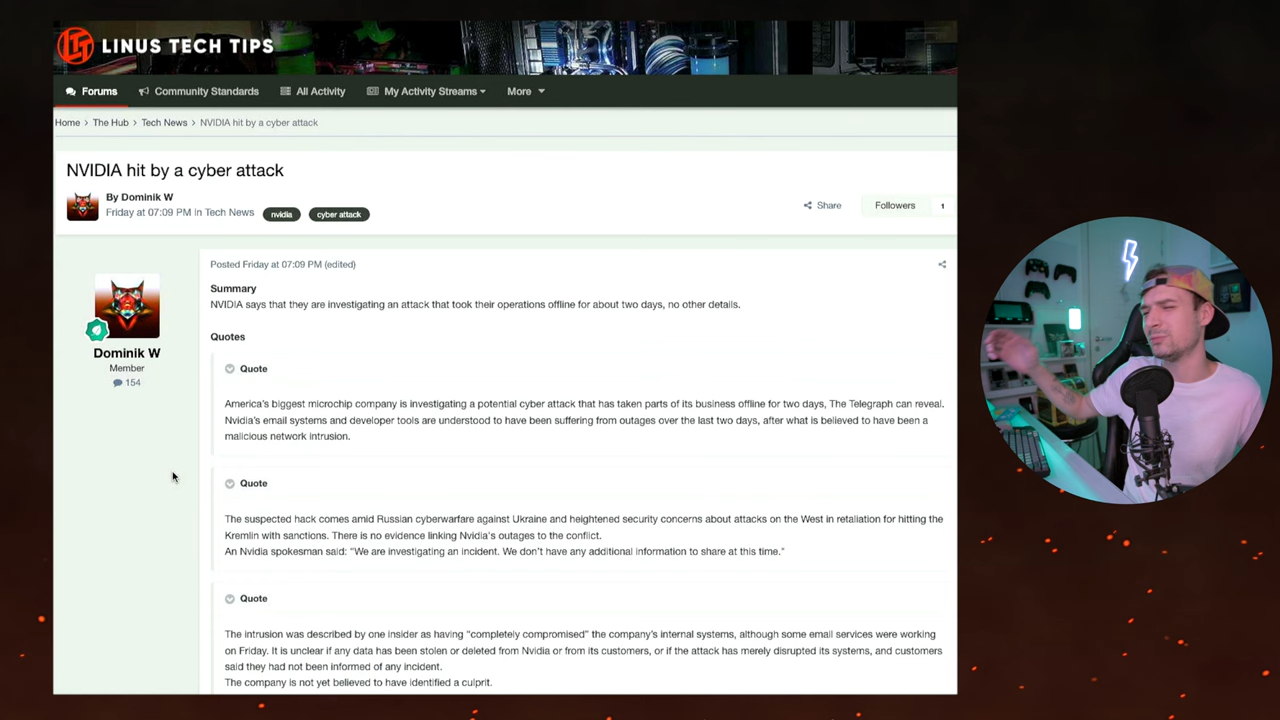 LTT LINUS TECH TIPS
Forums Community Standards All Activity My Activity Streams More
Home > The Hub > Tech News > NVIDIA hit by a cyber attack
NVIDIA hit by a cyber attack
By Dominik W
Friday at 07:09 PM in Tech News nvidia cyber attack
Share Followers 1
Posted Friday at 07:09 PM (edited)
Summary
NVIDIA says that they are investigating an attack that took their operations offline for about two days, no other details.
Quotes
Dominik W
Member
154
Quote
America's biggest microchip company is investigating a potential cyber attack that has taken parts of its business offline for two days, The Telegraph can reveal.
Nvidia's email systems and developer tools are understood to have been suffering from outages over the last two days, after what is believed to have been a
malicious network intrusion.
Quote
The suspected hack comes amid Russian cyberwarfare against Ukraine and heightened security concerns about attacks on the West in retaliation for hitting the
Kremlin with sanctions. There is no evidence linking Nvidia's outages to the conflict.
An Nvidia spokesman said: "We are investigating an incident. We don't have any additional information to share at this time."
Quote
The intrusion was described by one insider as having "completely compromised" the company's internal systems, although some email services were working
on Friday. It is unclear if any data has been stolen or deleted from Nvidia or from its customers, or if the attack has merely disrupted its systems, and customers
said they had not been informed of any incident.
The company is not yet believed to have identified a culprit.